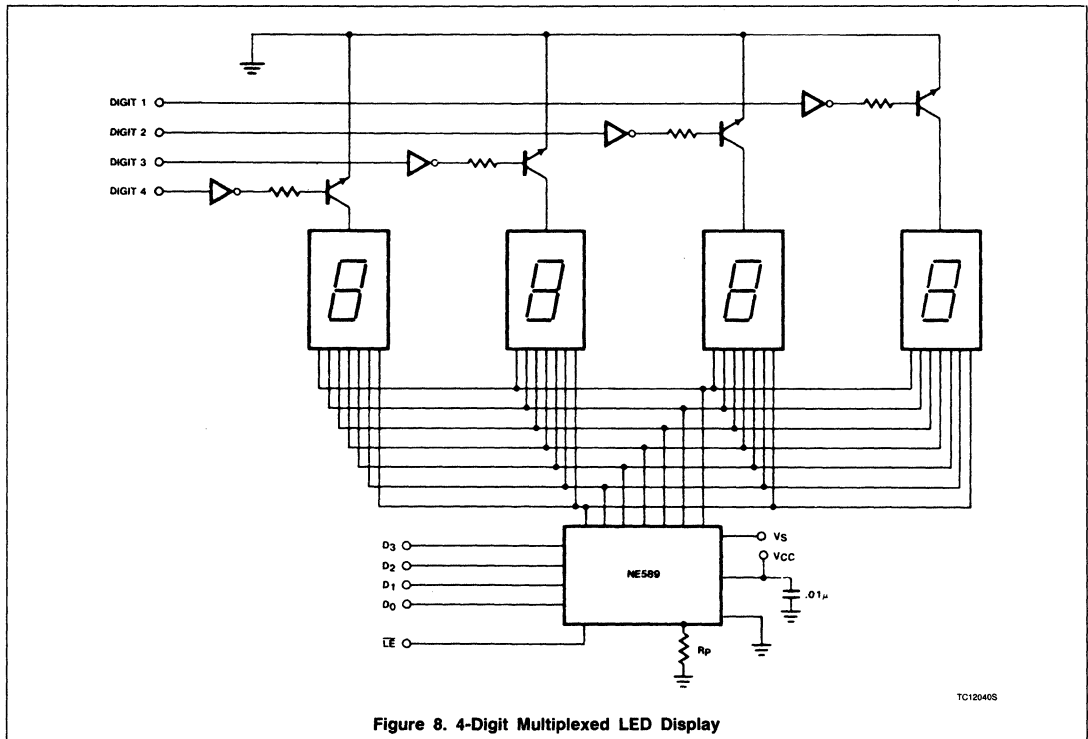 DIGIT 1
DIGIT 2
DIGIT 3
DIGIT 4
D3
D2
D1
D0
LE
NE589
VS
VCC
.01μ
Rp
TC12040S
Figure 8. 4-Digit Multiplexed LED Display